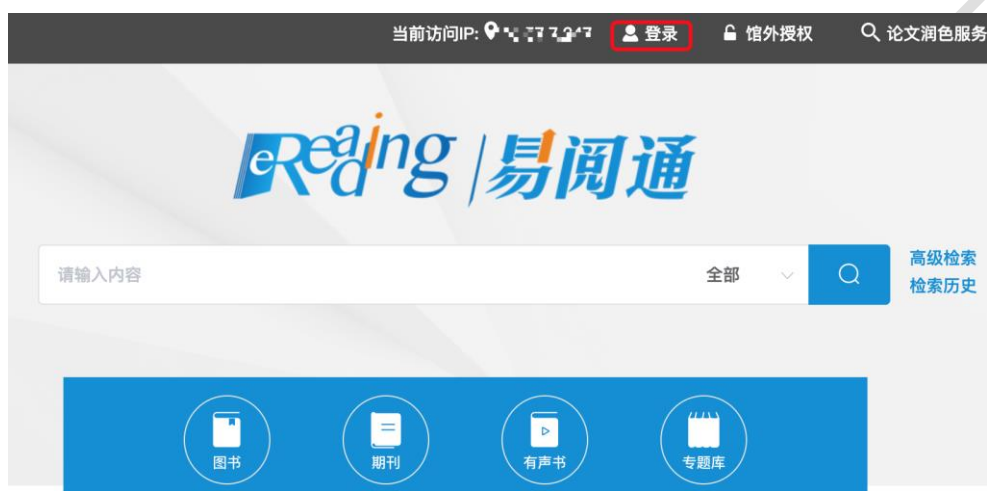 当前访问IP: 登录 馆外授权 论文润色服务
eReading 易阅通
请输入内容 全部
高级检索
检索历史
图书 期刊 有声书 专题库